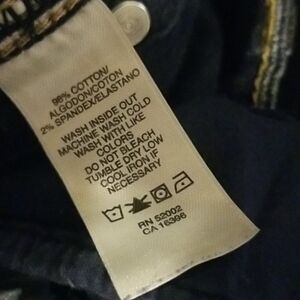 98% COTTON/
ALGODON/COTON
2% SPANDEX/ELASTANO
WASH INSIDE OUT
MACHINE WASH COLD
WASH WITH LIKE
COLORS
DO NOT BLEACH
TUMBLE DRY LOW
COOL IRON IF
NECESSARY
RN 52002
CA 16396